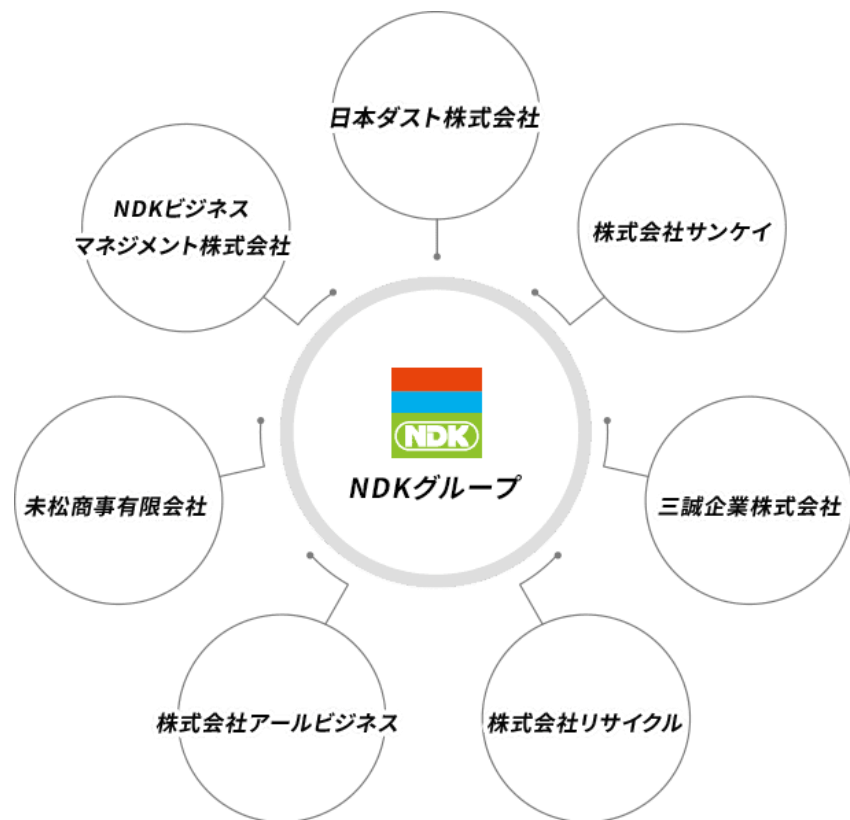 日本ダスト株式会社
株式会社サンケイ
三誠企業株式会社
株式会社リサイクル
株式会社アールビジネス
未松商事有限会社
NDKビジネス
マネジメント株式会社
NDK
NDKグループ